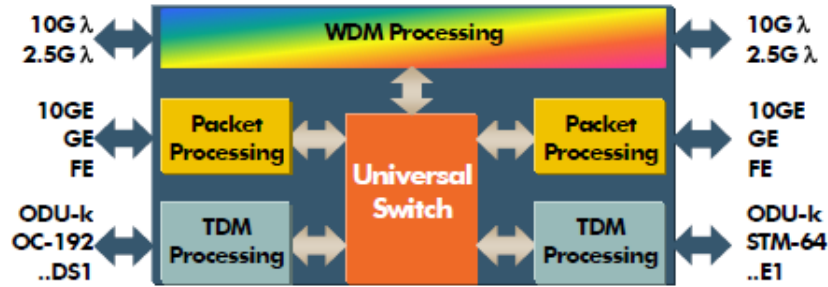 10G λ
2.5G λ
WDM Processing
10G λ
2.5G λ
10GE
GE
FE
Packet
Processing
Universal
Switch
Packet
Processing
10GE
GE
FE
ODU-k
OC-192
..DS1
TDM
Processing
TDM
Processing
ODU-k
STM-64
..E1